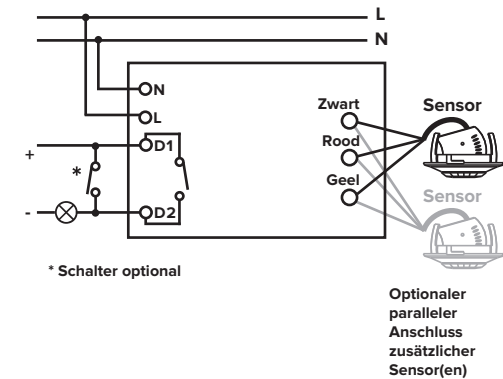 L
N
N
L
Zwart
Sensor
Rood
D1
+
*
Geel
Sensor
-
D2
* Schalter optional
Optionaler
paralleler
Anschluss
zusätzlicher
Sensor(en)